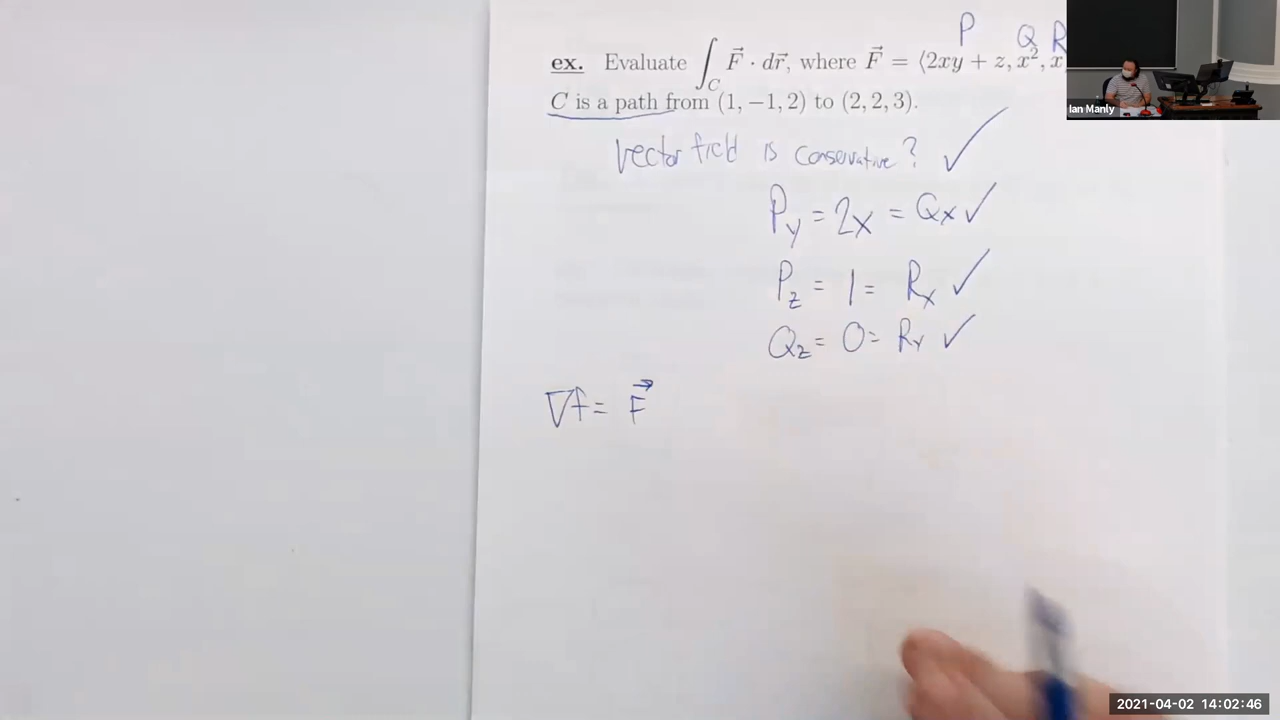 P Q R
ex. Evaluate ∫_C F⃗ · dr⃗, where F⃗ = ⟨2xy + z, x², x
C is a path from (1, −1, 2) to (2, 2, 3).
Vector field is conservative? ✓
P_y = 2x = Q_x ✓
P_z = 1 = R_x ✓
Q_z = 0 = R_y ✓
∇f = F⃗
Ian Manly
2021-04-02 14:02:46